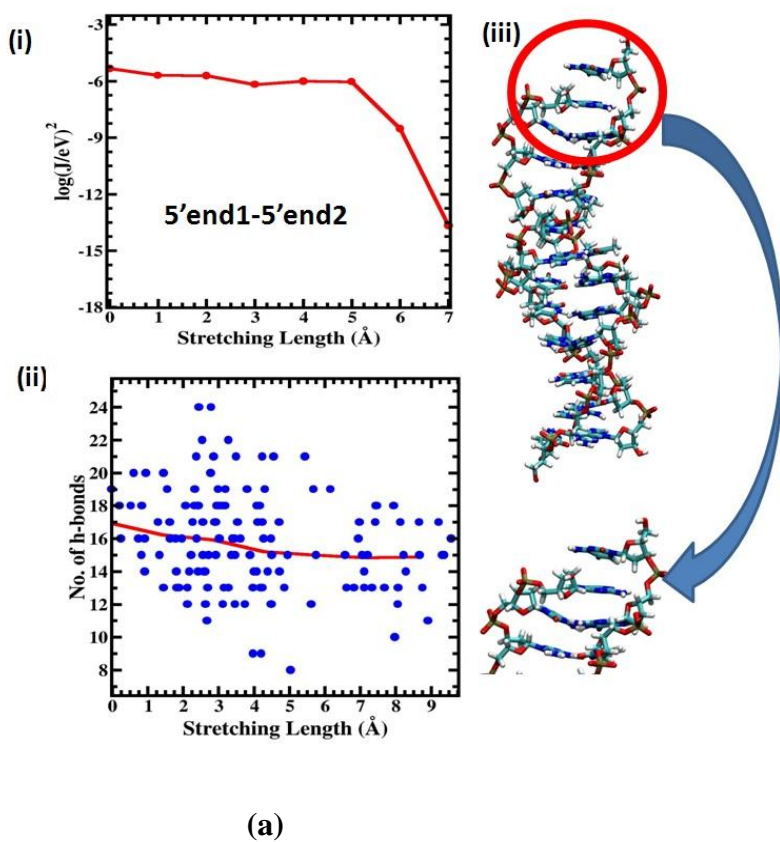 (i)
-3
-6
-9
-12
-15
-18
log(J/eV)²
5'end1-5'end2
0 1 2 3 4 5 6 7
Stretching Length (Å)
(ii)
24
22
20
18
16
14
12
10
8
No. of h-bonds
0 1 2 3 4 5 6 7 8 9
Stretching Length (Å)
(iii)
(a)